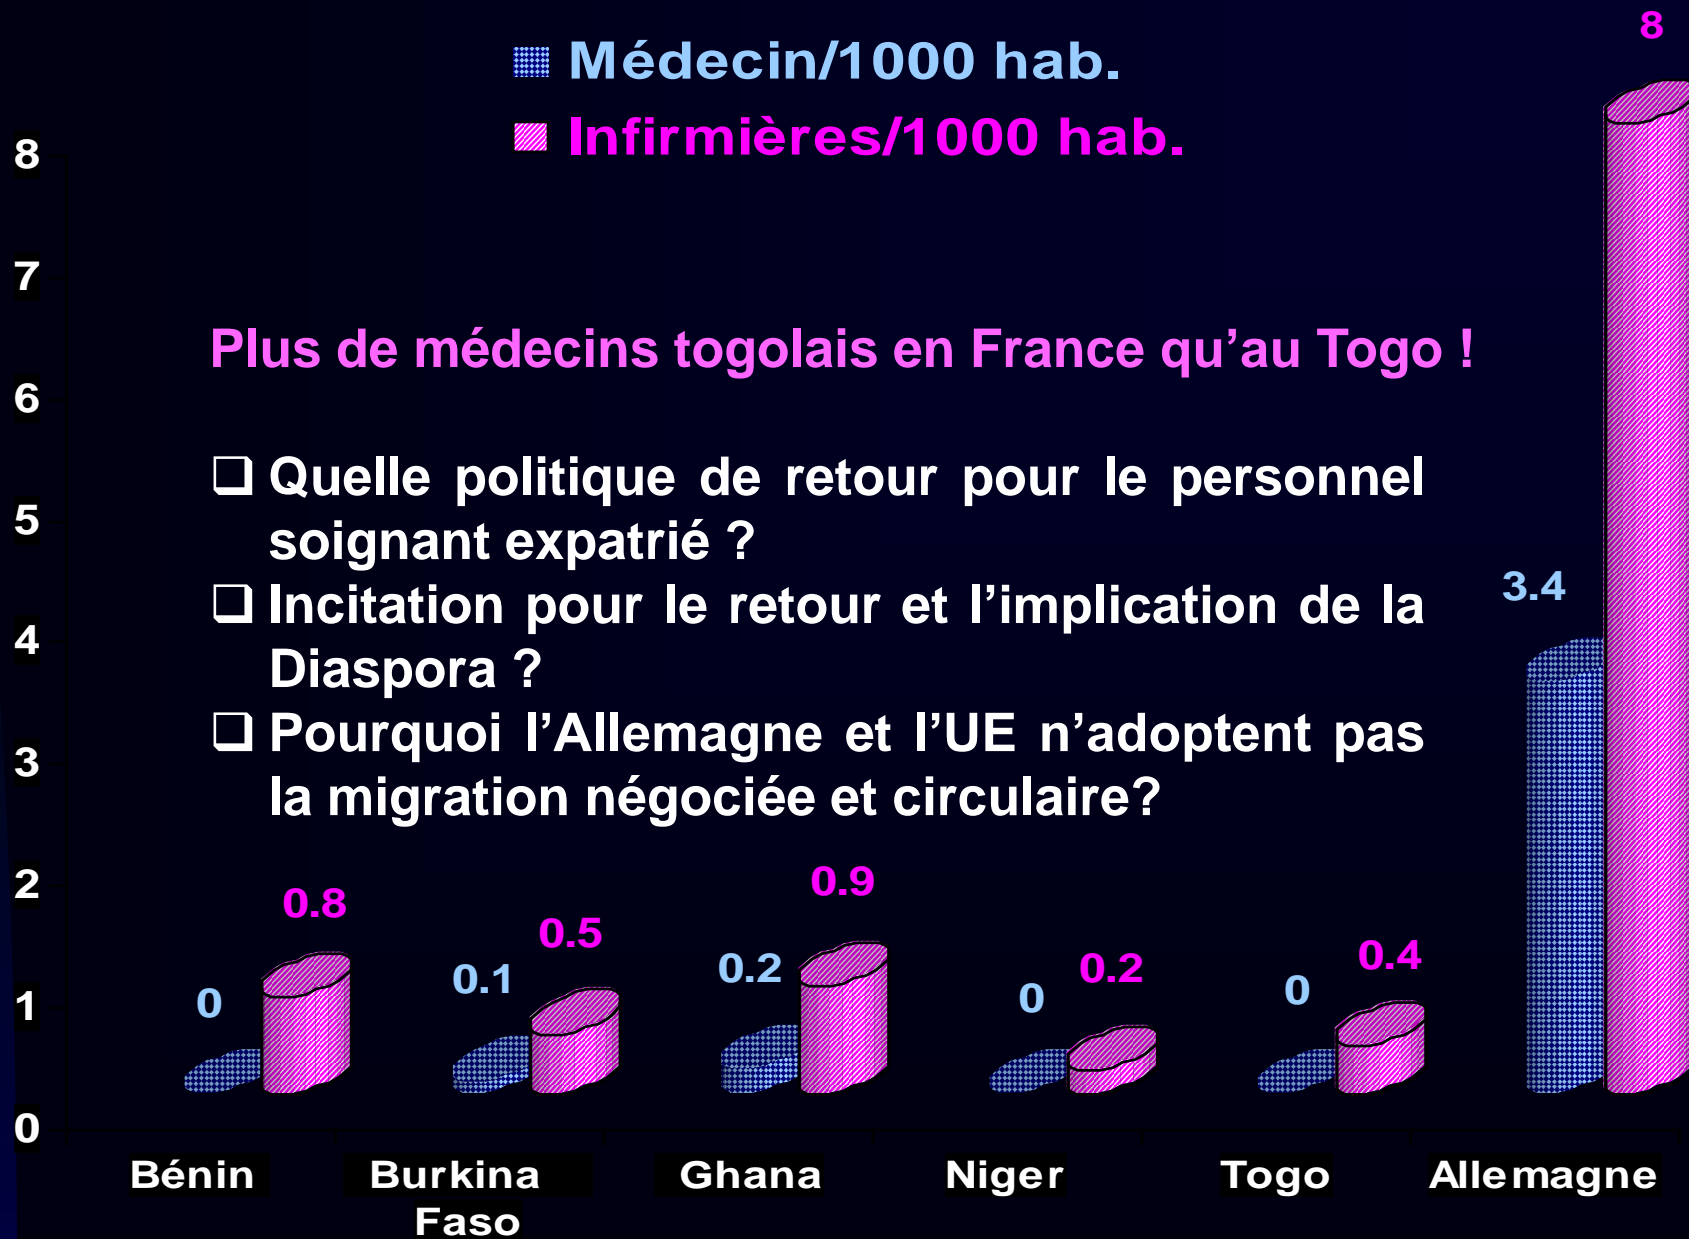 8
Médecin/1000 hab.
Infirmières/1000 hab.
8
7
6
5
4
3
2
1
0
Plus de médecins togolais en France qu’au Togo !
❑ Quelle politique de retour pour le personnel
soignant expatrié ?
❑ Incitation pour le retour et l’implication de la
Diaspora ?
❑ Pourquoi l’Allemagne et l’UE n’adoptent pas
la migration négociée et circulaire?
3.4
0 0.8 0.1 0.5 0.2 0.9 0 0.2 0 0.4
Bénin Burkina Ghana Niger Togo Allemagne
Faso